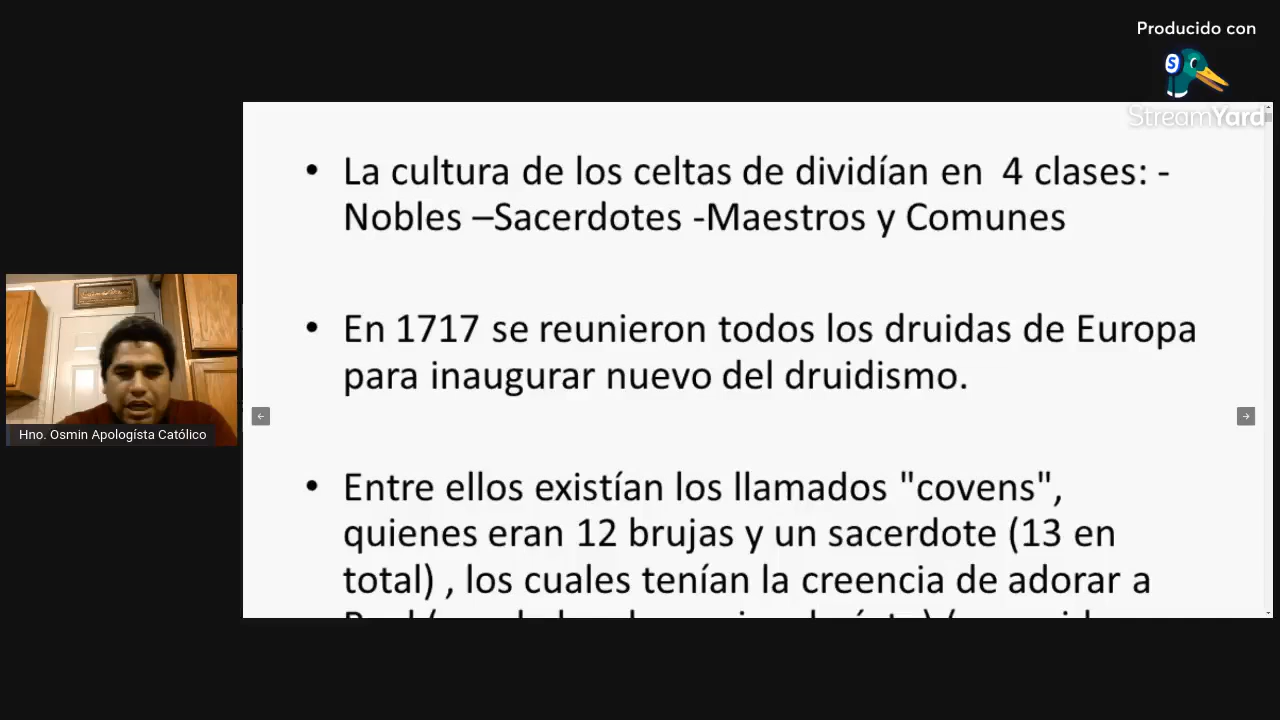 Producido con
StreamYard
• La cultura de los celtas de dividían en 4 clases: -
Nobles –Sacerdotes -Maestros y Comunes
• En 1717 se reunieron todos los druidas de Europa
para inaugurar nuevo del druidismo.
• Entre ellos existían los llamados "covens",
quienes eran 12 brujas y un sacerdote (13 en
total) , los cuales tenían la creencia de adorar a
Hno. Osmin Apologísta Católico